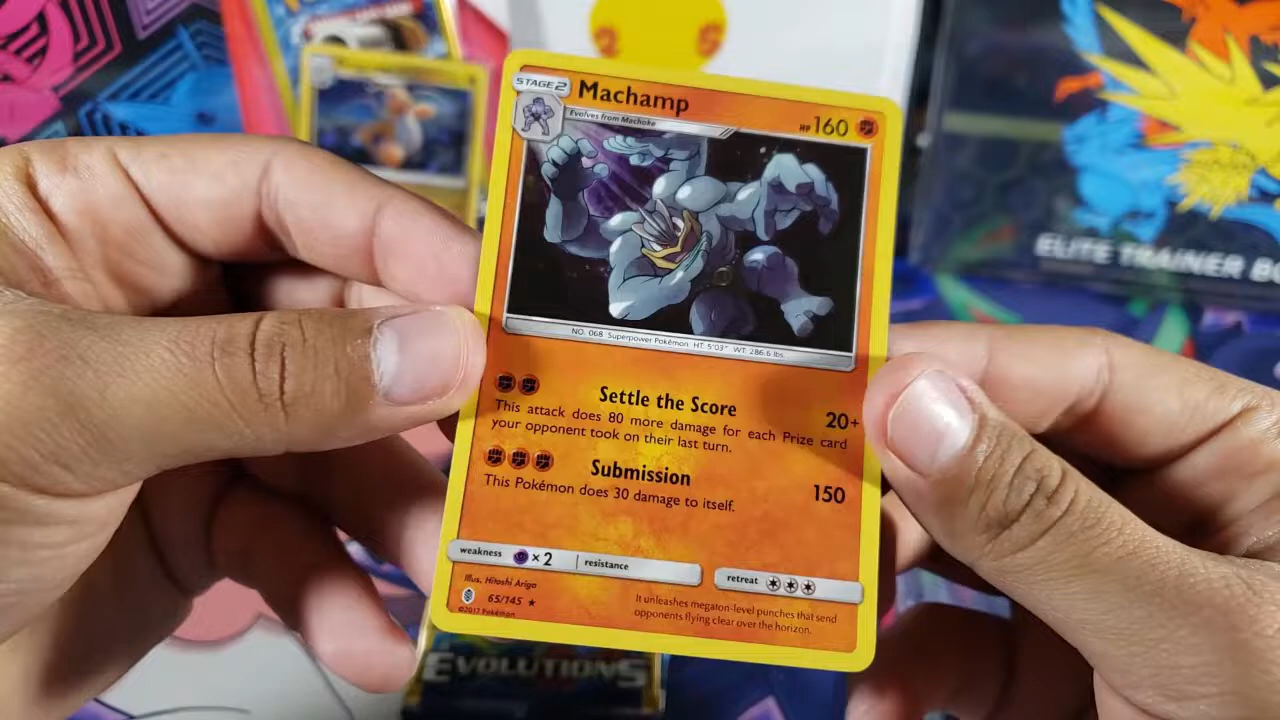 STAGE 2
Machamp
HP 160
Evolves from Machoke
NO. 068 Superpower Pokémon HT: 5'03" WT: 286.6 lbs.
Settle the Score 20+
This attack does 80 more damage for each Prize card
your opponent took on their last turn.
Submission 150
This Pokémon does 30 damage to itself.
weakness ×2 resistance
retreat
Illus. Hitoshi Ariga
65/145 ★
©2017 Pokémon
It unleashes megaton-level punches that send
opponents flying clear over the horizon.
ELITE TRAINER
EVOLUTIONS